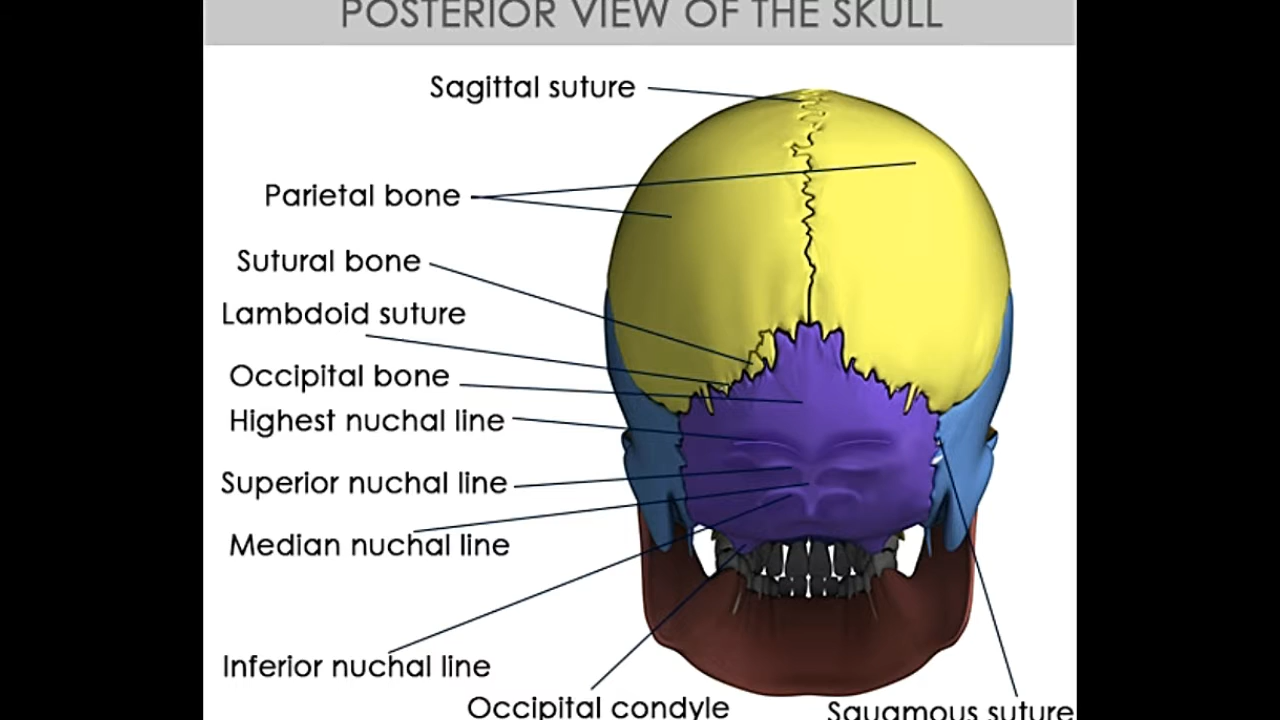 POSTERIOR VIEW OF THE SKULL
Sagittal suture
Parietal bone
Sutural bone
Lambdoid suture
Occipital bone
Highest nuchal line
Superior nuchal line
Median nuchal line
Inferior nuchal line
Occipital condyle
Squamous suture